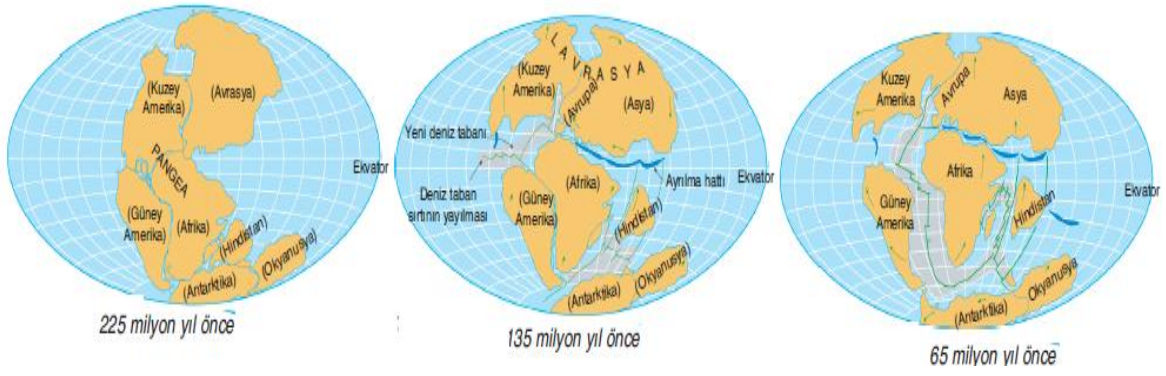 (Kuzey
Amerika)
(Avrasya)
PANGEA
Ekvator
(Güney
Amerika)
(Afrika)
(Hindistan)
(Antarktika)
(Okyanusya)
225 milyon yıl önce
LAVRASYA
(Kuzey
Amerika)
(Avrupa)
(Asya)
Yeni deniz tabanı
Ayrılma hattı
Ekvator
Deniz taban
sırtının yayılması
(Güney
Amerika)
(Afrika)
(Hindistan)
(Antarktika)
(Okyanusya)
135 milyon yıl önce
Kuzey
Amerika
Avrupa
Asya
Afrika
Ekvator
Güney
Amerika
Hindistan
(Antarktika)
Okyanusya
65 milyon yıl önce